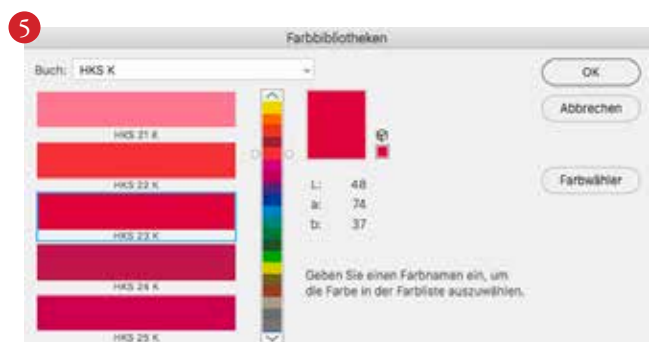 5
Farbbibliotheken
Buch: HKS K
OK
Abbrechen
Farbwähler
HKS 21 K
HKS 22 K
HKS 23 K
HKS 24 K
HKS 25 K
L: 48
a: 74
b: 37
Geben Sie einen Farbnamen ein, um
die Farbe in der Farbliste auszuwählen.